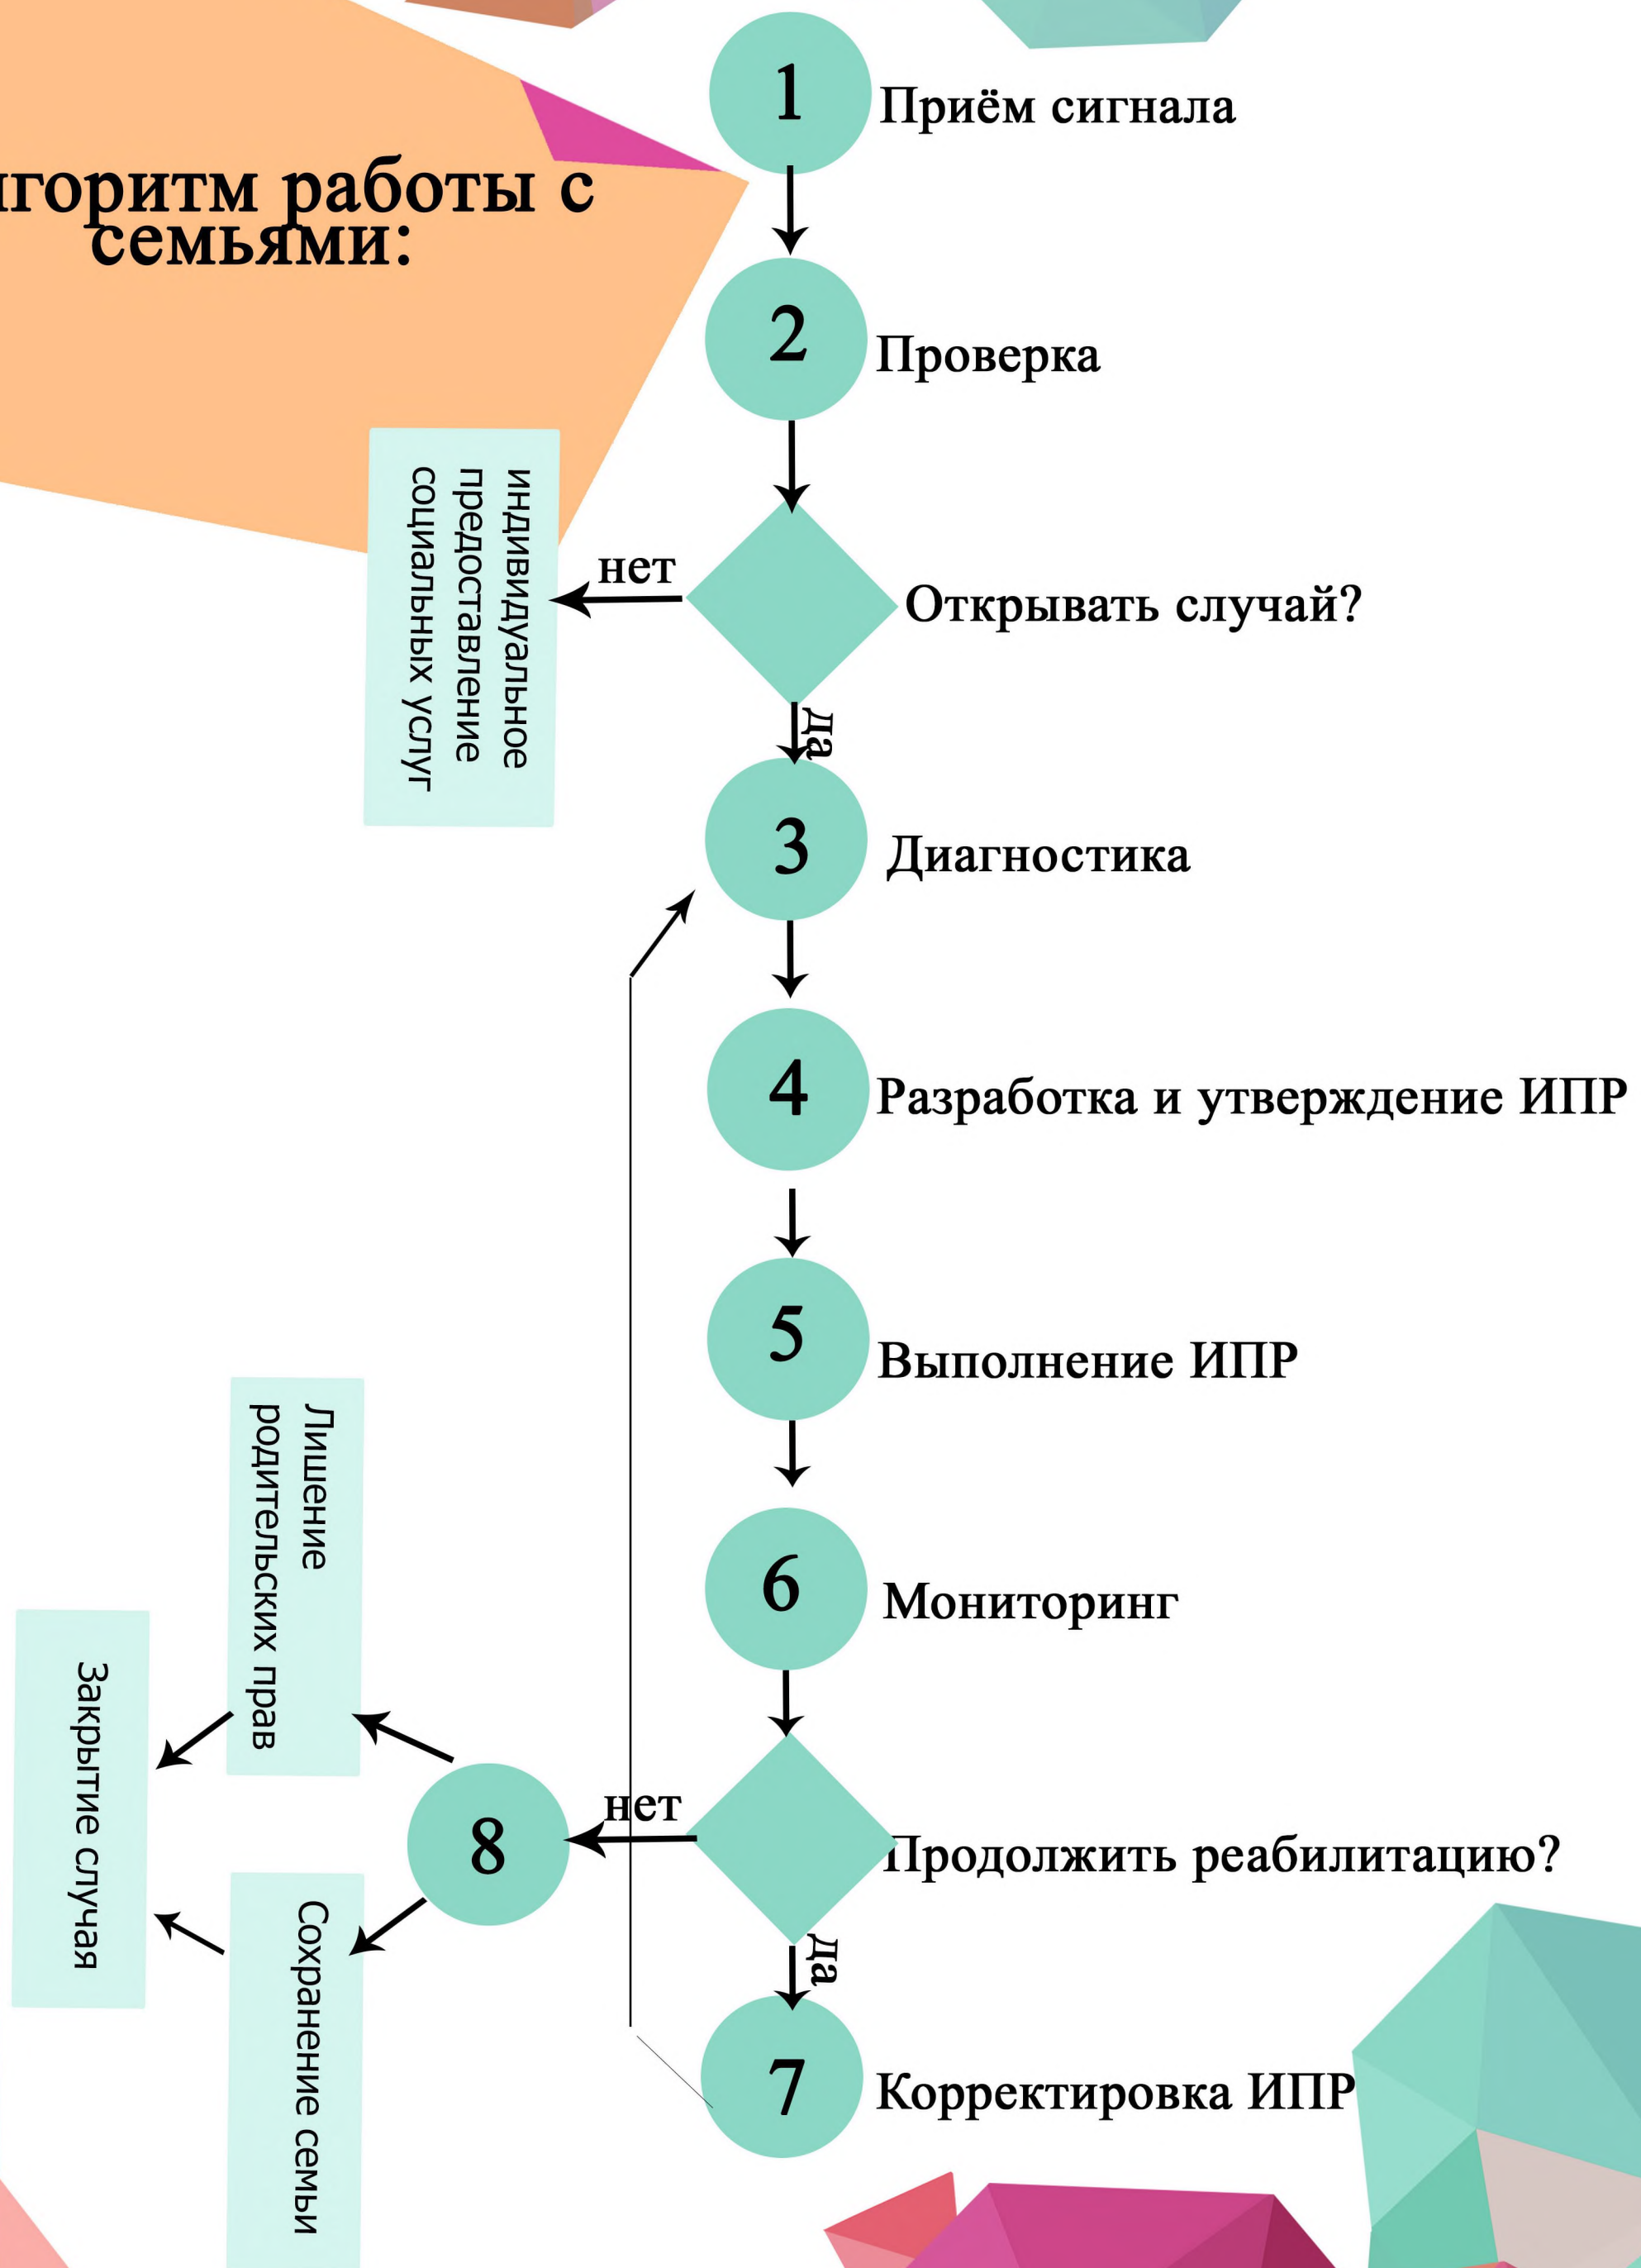 лгоритм работы с
семьями:
1
Приём сигнала
2
Проверка
Открывать случай?
нет
индивидуальное
предоставление
социальных услуг
да
3
Диагностика
4
Разработка и утверждение ИПР
5
Выполнение ИПР
6
Мониторинг
Продолжить реабилитацию?
нет
8
Лишение
родительских прав
Закрытие случая
Сохранение семьи
да
7
Корректировка ИПР